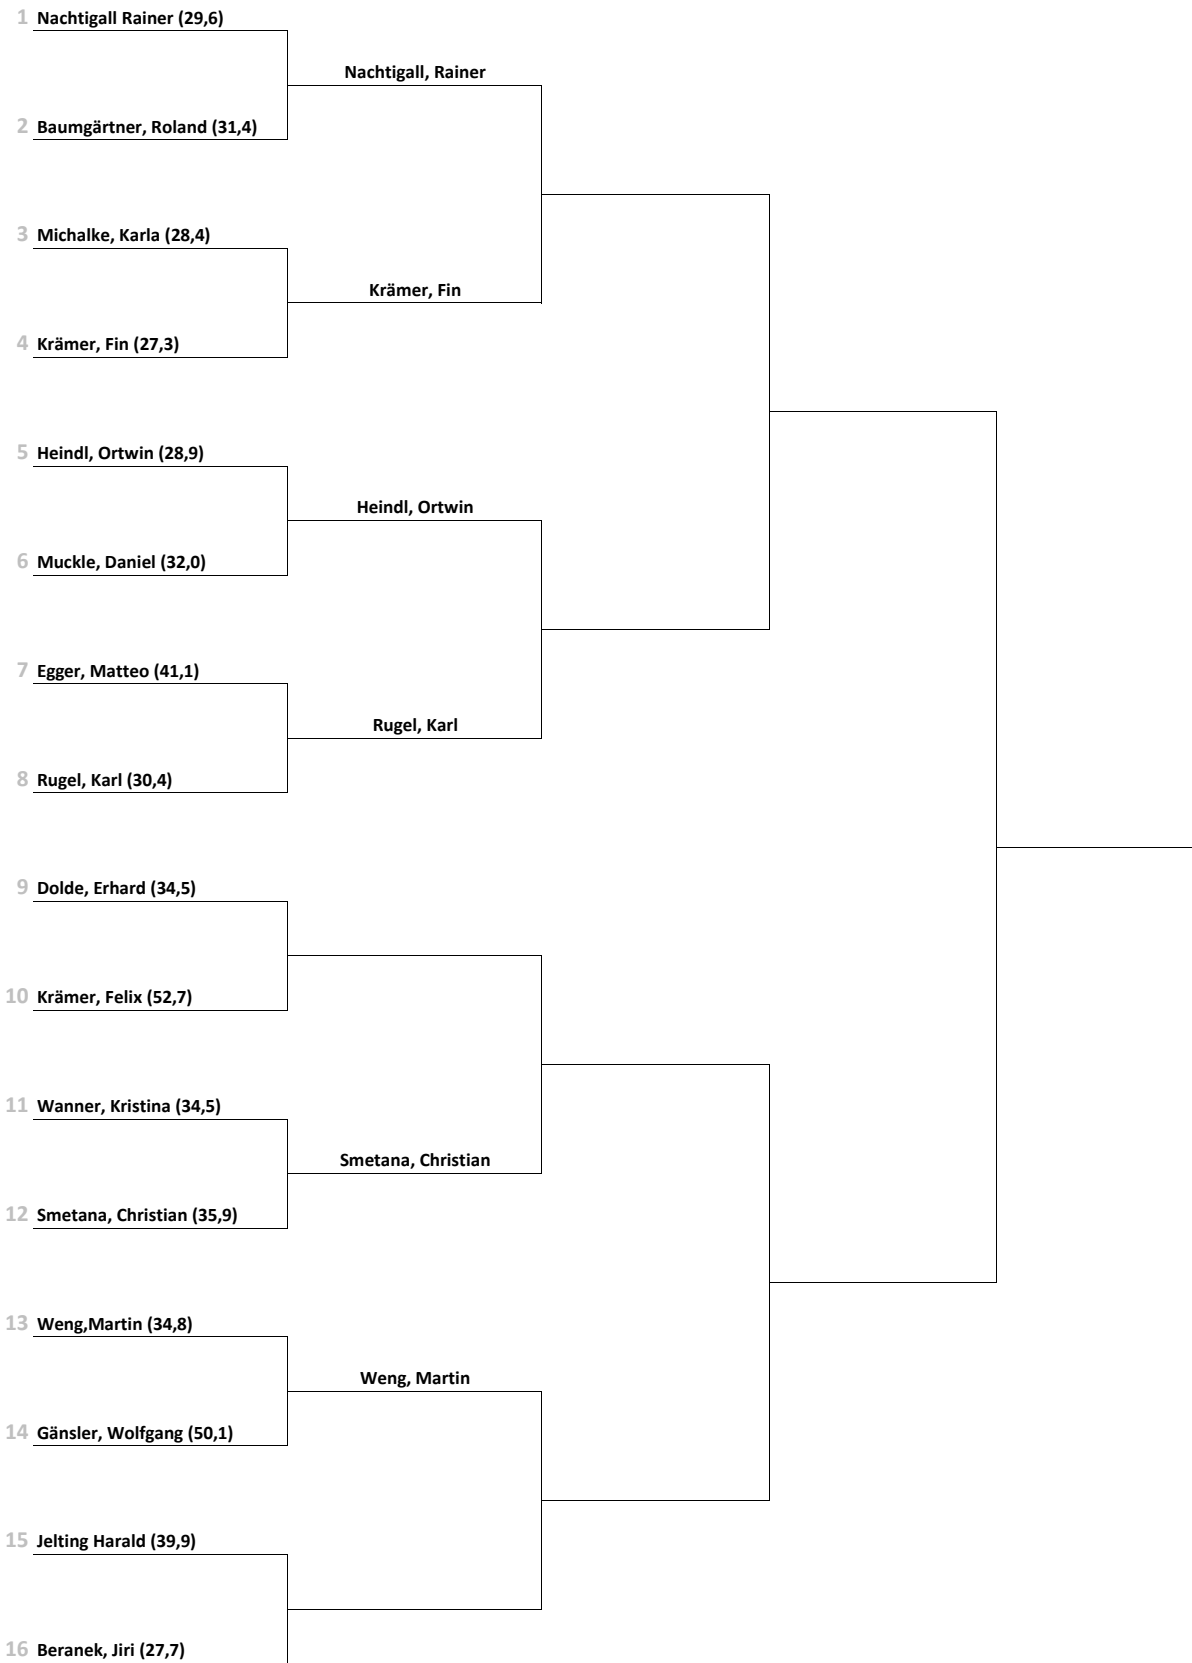 1 Nachtigall Rainer (29,6)
Nachtigall, Rainer
2 Baumgärtner, Roland (31,4)
3 Michalke, Karla (28,4)
Krämer, Fin
4 Krämer, Fin (27,3)
5 Heindl, Ortwin (28,9)
Heindl, Ortwin
6 Muckle, Daniel (32,0)
7 Egger, Matteo (41,1)
Rugel, Karl
8 Rugel, Karl (30,4)
9 Dolde, Erhard (34,5)
10 Krämer, Felix (52,7)
11 Wanner, Kristina (34,5)
Smetana, Christian
12 Smetana, Christian (35,9)
13 Weng,Martin (34,8)
Weng, Martin
14 Gänsler, Wolfgang (50,1)
15 Jelting Harald (39,9)
16 Beranek, Jiri (27,7)